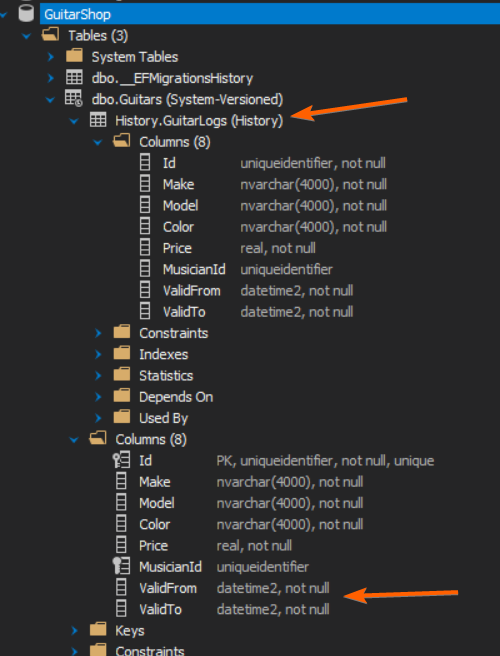 GuitarShop
Tables (3)
System Tables
dbo.__EFMigrationsHistory
dbo.Guitars (System-Versioned)
History.GuitarLogs (History)
Columns (8)
Id uniqueidentifier, not null
Make nvarchar(4000), not null
Model nvarchar(4000), not null
Color nvarchar(4000), not null
Price real, not null
MusicianId uniqueidentifier
ValidFrom datetime2, not null
ValidTo datetime2, not null
Constraints
Indexes
Statistics
Depends On
Used By
Columns (8)
Id PK, uniqueidentifier, not null, unique
Make nvarchar(4000), not null
Model nvarchar(4000), not null
Color nvarchar(4000), not null
Price real, not null
MusicianId uniqueidentifier
ValidFrom datetime2, not null
ValidTo datetime2, not null
Keys
Constraints